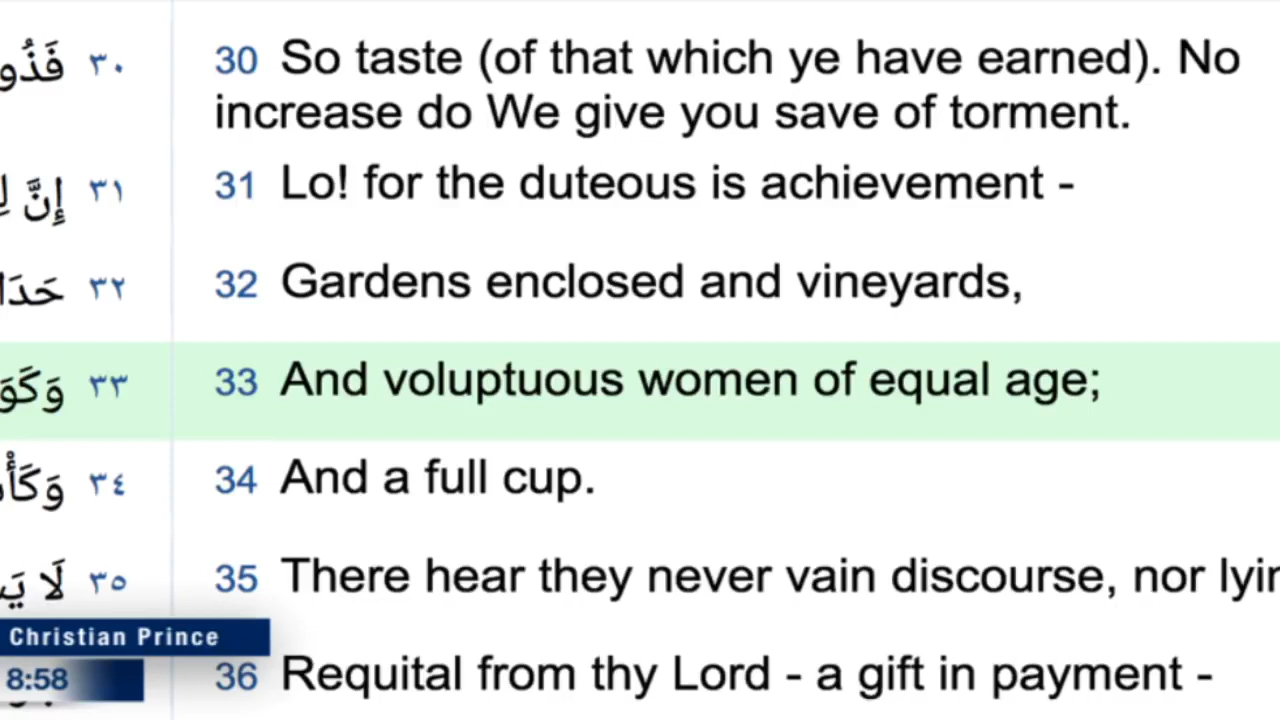 فَذُو ٣٠ 30 So taste (of that which ye have earned). No
increase do We give you save of torment.
إِنَّ لِ ٣١ 31 Lo! for the duteous is achievement -
حَدَا ٣٢ 32 Gardens enclosed and vineyards,
وَكَوَ ٣٣ 33 And voluptuous women of equal age;
وَكَأْ ٣٤ 34 And a full cup.
لَا يَ ٣٥ 35 There hear they never vain discourse, nor lyin
Christian Prince
8:58 36 Requital from thy Lord - a gift in payment -